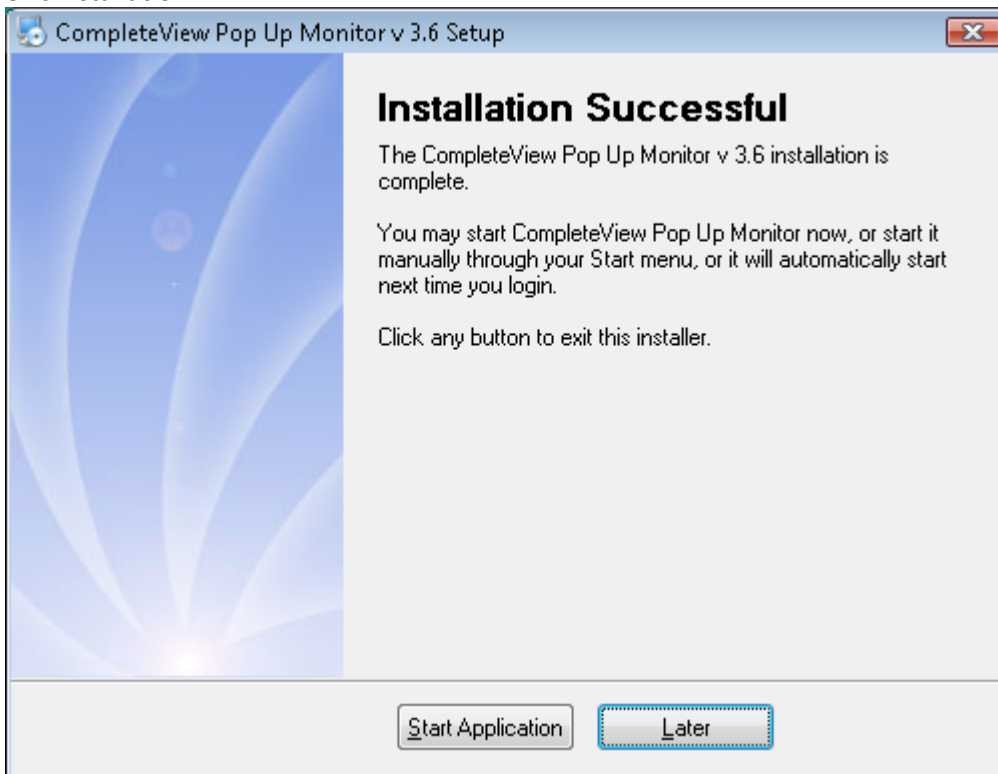 CompleteView Pop Up Monitor v 3.6 Setup
Installation Successful
The CompleteView Pop Up Monitor v 3.6 installation is
complete.
You may start CompleteView Pop Up Monitor now, or start it
manually through your Start menu, or it will automatically start
next time you login.
Click any button to exit this installer.
Start Application
Later